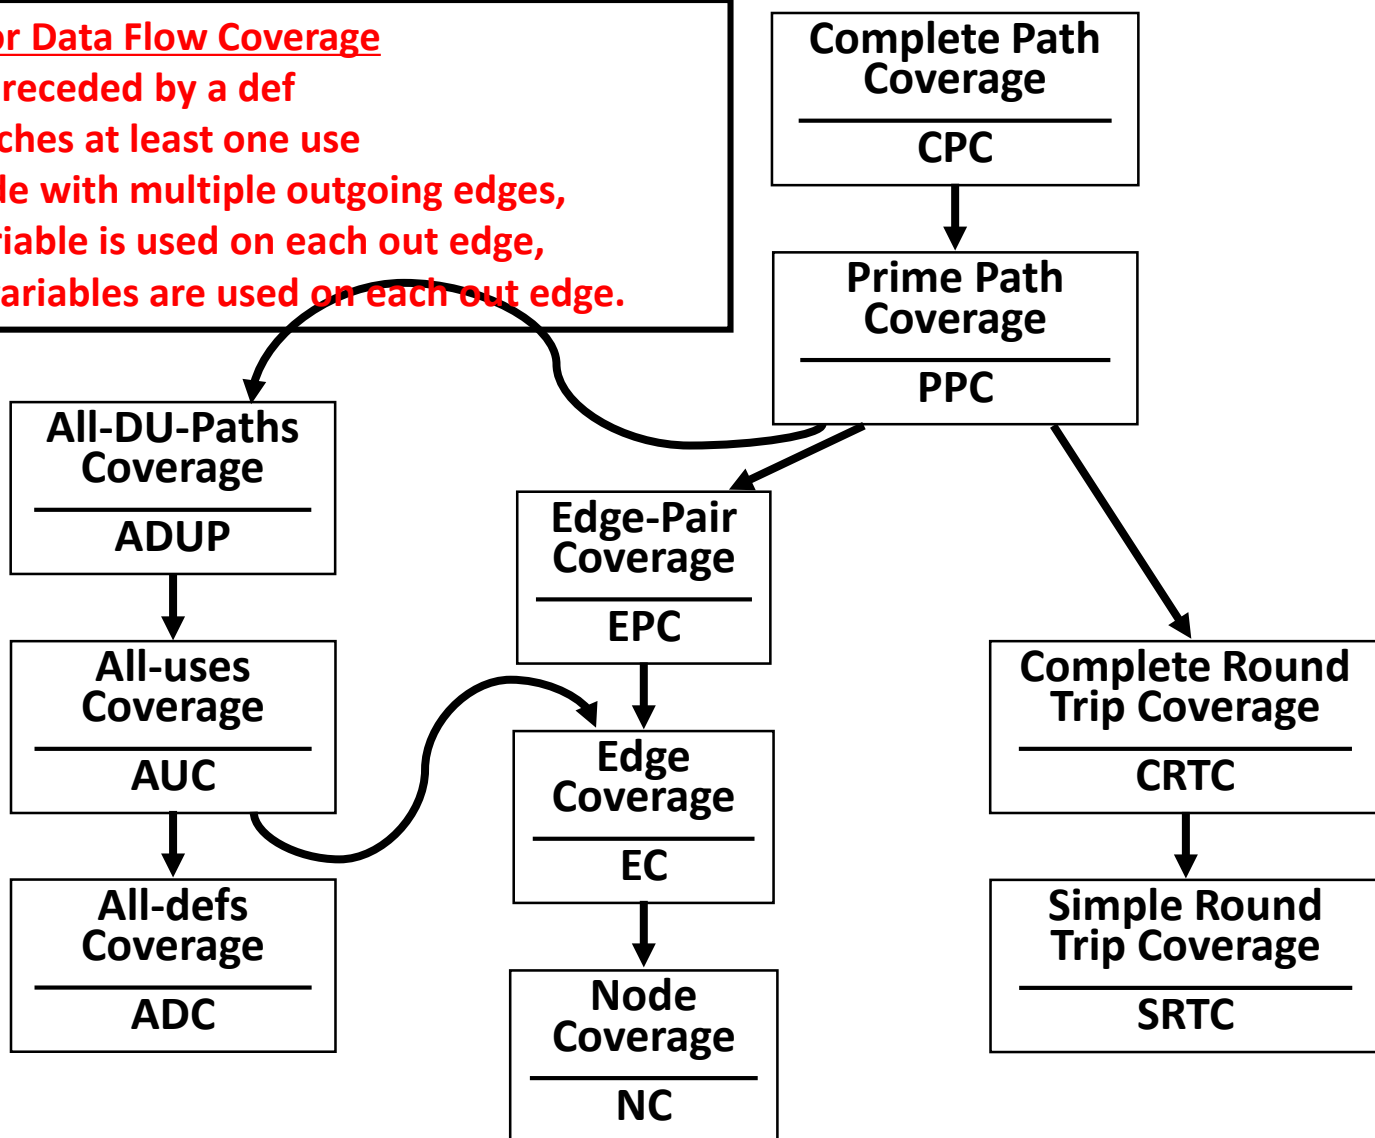 or Data Flow Coverage
receded by a def
ches at least one use
de with multiple outgoing edges,
riable is used on each out edge,
variables are used on each out edge.
Complete Path
Coverage
CPC
Prime Path
Coverage
PPC
All-DU-Paths
Coverage
ADUP
Edge-Pair
Coverage
EPC
All-uses
Coverage
AUC
Complete Round
Trip Coverage
CRTC
Edge
Coverage
EC
All-defs
Coverage
ADC
Simple Round
Trip Coverage
SRTC
Node
Coverage
NC